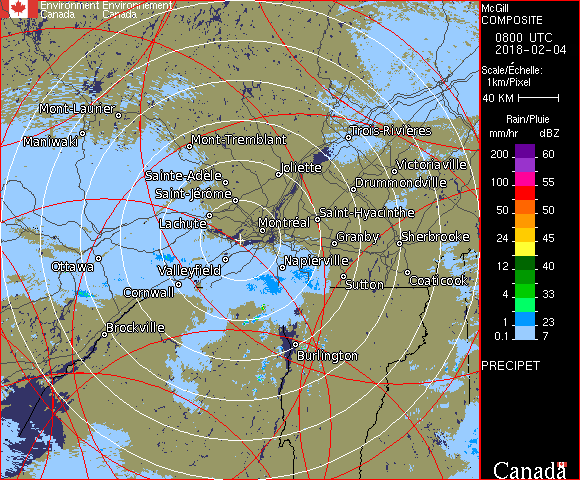 Environment Environnement
Canada Canada
McGill
COMPOSITE
0800 UTC
2018-02-04
Scale/Échelle:
1km/Pixel
40 KM
Rain/Pluie
mm/hr dBZ
200 60
100 55
50 50
24 45
12 40
4 33
1 23
0.1 7
PRECIPET
Canada
Mont-Laurier
Maniwaki
Mont-Tremblant
Trois-Rivières
Sainte-Adèle
Joliette
Victoriaville
Saint-Jérôme
Drummondville
Lachute
Montréal
Saint-Hyacinthe
Granby
Sherbrooke
Ottawa
Valleyfield
Napierville
Cornwall
Sutton
Coaticook
Brockville
Burlington